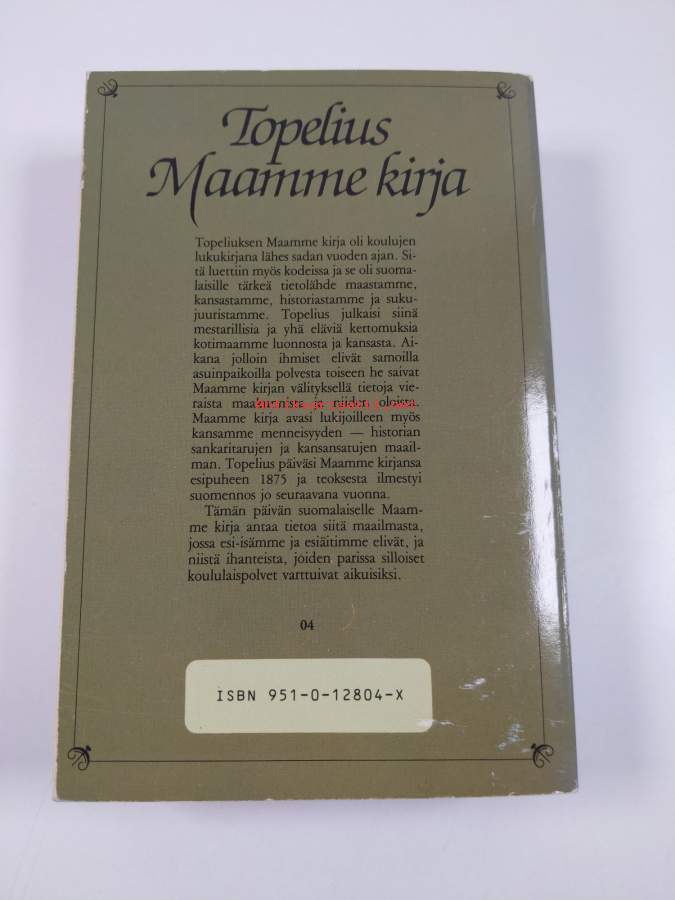 Topelius
Maamme kirja
Topeliuksen Maamme kirja oli koulujen
lukukirjana lähes sadan vuoden ajan. Si-
tä luettiin myös kodeissa ja se oli suoma-
laisille tärkeä tietolähde maastamme,
kansastamme, historiastamme ja suku-
juuristamme. Topelius julkaisi siinä
mestarillisia ja yhä eläviä kertomuksia
kotimaamme luonnosta ja kansasta. Ai-
kana jolloin ihmiset elivät samoilla
asuinpaikoilla polvesta toiseen he saivat
Maamme kirjan välityksellä tietoja vie-
raista maakunnista ja niiden oloista.
Maamme kirja avasi lukijoilleen myös
kansamme menneisyyden — historian
sankaritarujen ja kansansatujen maail-
man. Topelius päiväsi Maamme kirjansa
esipuheen 1875 ja teoksesta ilmestyi
suomennos jo seuraavana vuonna.
Tämän päivän suomalaiselle Maam-
me kirja antaa tietoa siitä maailmasta,
jossa esi-isämme ja esiäitimme elivät, ja
niistä ihanteista, joiden parissa silloiset
koululaispolvet varttuivat aikuisiksi.
04
ISBN 951-0-12804-X